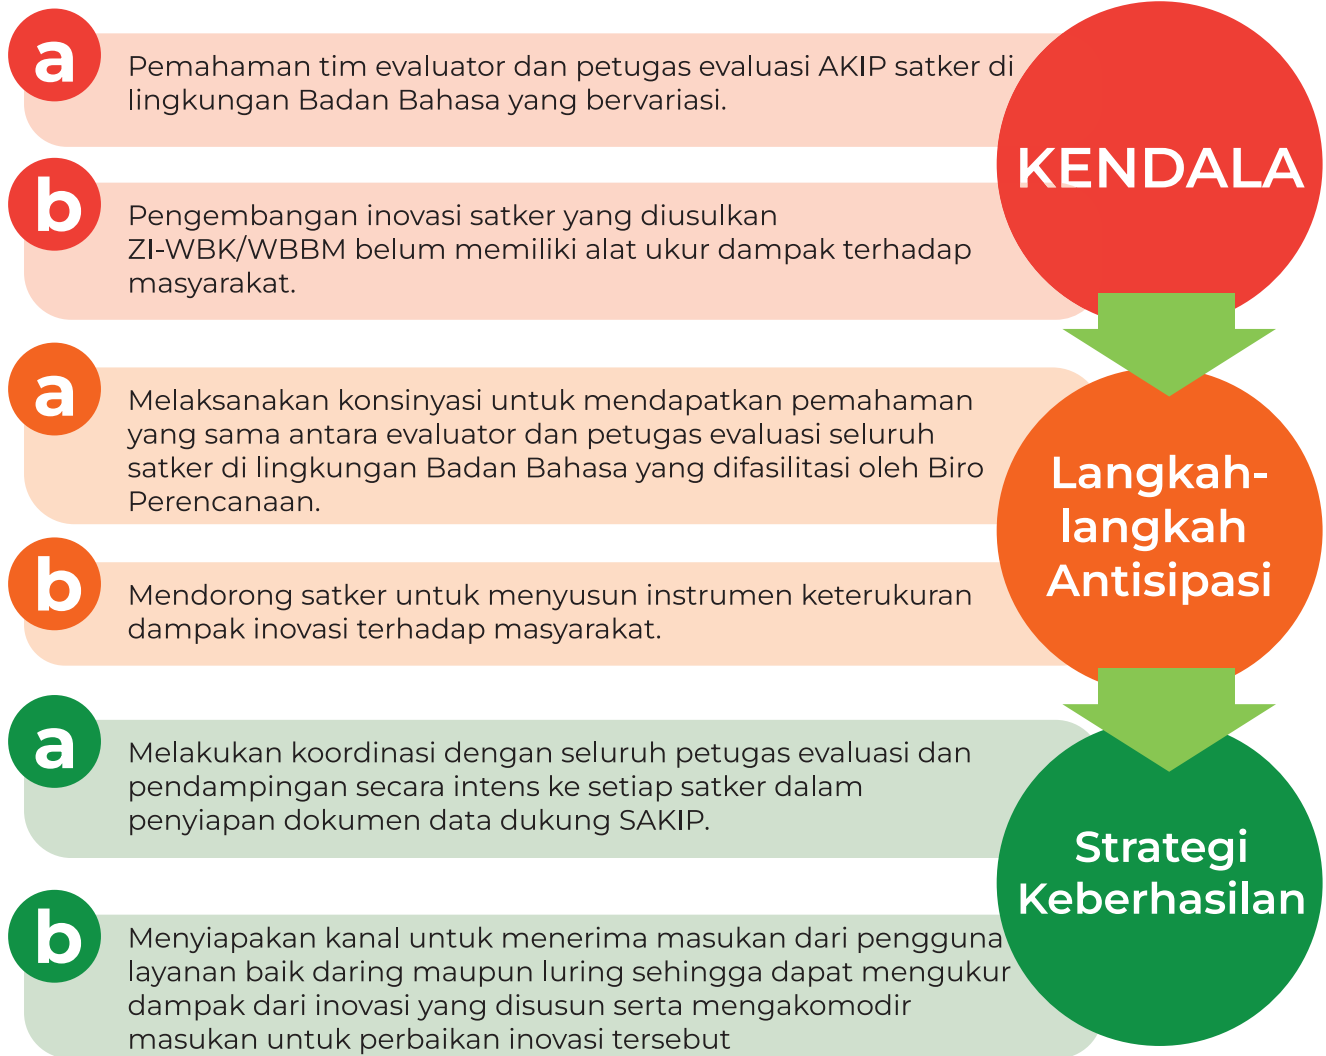 a
Pemahaman tim evaluator dan petugas evaluasi AKIP satker di
lingkungan Badan Bahasa yang bervariasi.
b
Pengembangan inovasi satker yang diusulkan
ZI-WBK/WBBM belum memiliki alat ukur dampak terhadap
masyarakat.
KENDALA
a
Melaksanakan konsinyasi untuk mendapatkan pemahaman
yang sama antara evaluator dan petugas evaluasi seluruh
satker di lingkungan Badan Bahasa yang difasilitasi oleh Biro
Perencanaan.
b
Mendorong satker untuk menyusun instrumen keterukuran
dampak inovasi terhadap masyarakat.
Langkah-
langkah
Antisipasi
a
Melakukan koordinasi dengan seluruh petugas evaluasi dan
pendampingan secara intens ke setiap satker dalam
penyiapan dokumen data dukung SAKIP.
b
Menyiapakan kanal untuk menerima masukan dari pengguna
layanan baik daring maupun luring sehingga dapat mengukur
dampak dari inovasi yang disusun serta mengakomodir
masukan untuk perbaikan inovasi tersebut
Strategi
Keberhasilan